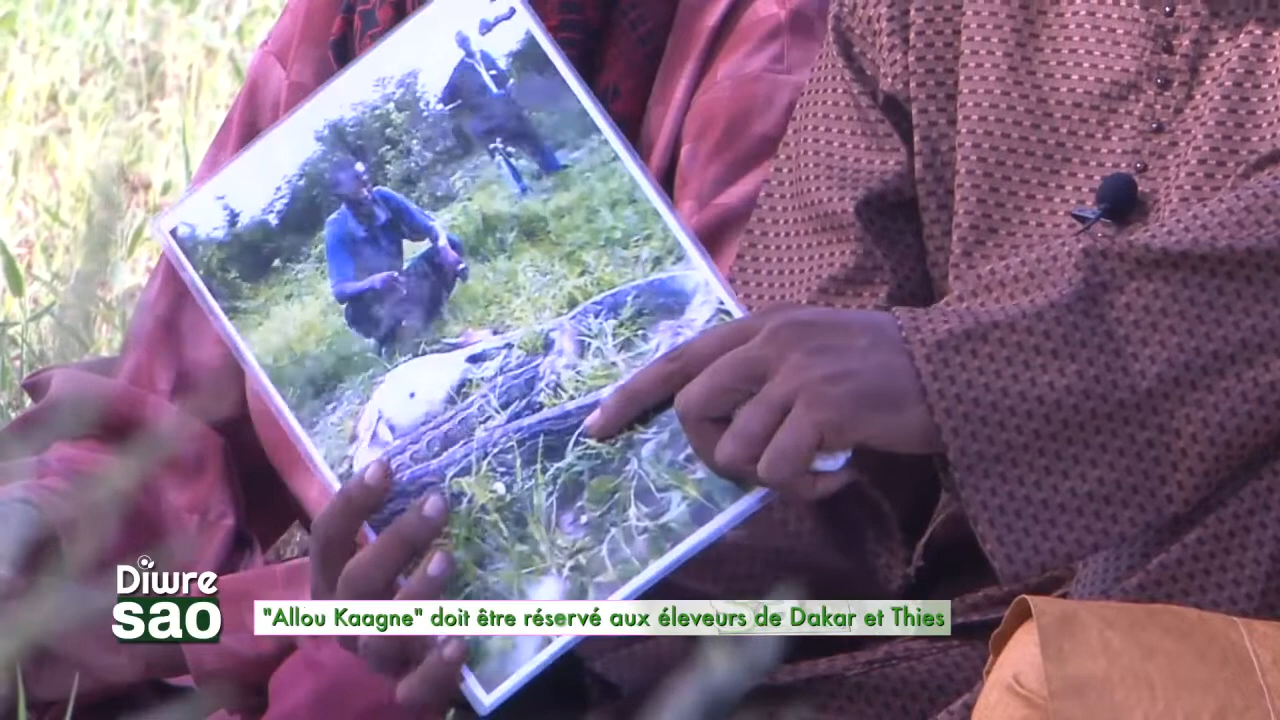 Diwre
sao
"Allou Kaagne" doit être réservé aux éleveurs de Dakar et Thies